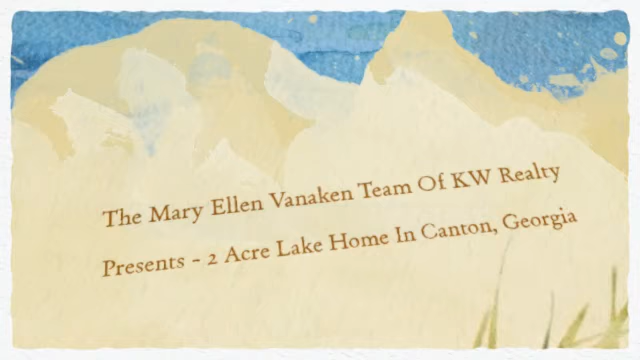 The Mary Ellen Vanaken Team Of KW Realty
Presents - 2 Acre Lake Home In Canton, Georgia